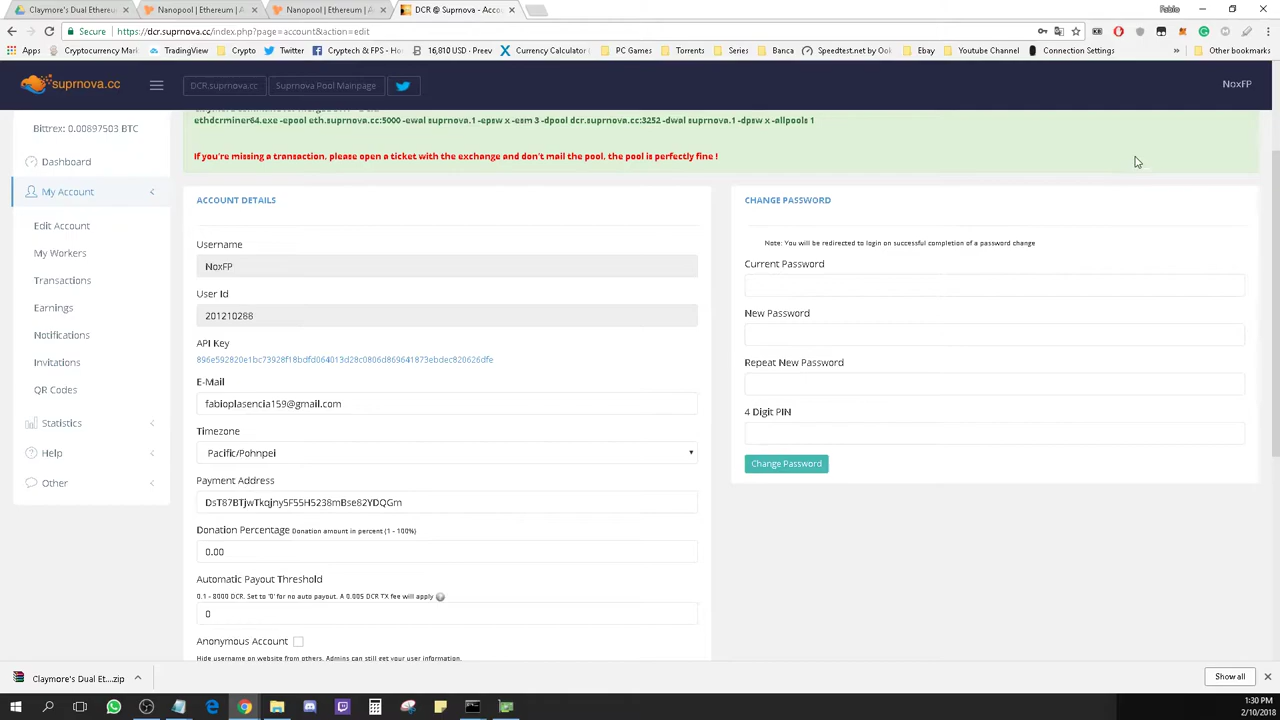 Claymore's Dual Ethereum
Nanopool | Ethereum | A
Nanopool | Ethereum | A
DCR @ Suprnova - Acco
Fabio
Secure
https://dcr.suprnova.cc/index.php?page=account&action=edit
Apps
Cryptocurrency Mark
TradingView
Crypto
Twitter
Cryptech & FPS - Ho
Currency Calculator (
PC Games
Torrents
Series
Banca
Speedtest.net by Ook
Ebay
Youtube Channel
Connection Settings
»
Other bookmarks
suprnova.cc
DCR.suprnova.cc
Suprnova Pool Mainpage
NoxFP
Bittrex: 0.00897503 BTC
ethdcrminer64.exe -epool eth.suprnova.cc:5000 -ewal suprnova.1 -epsw x -esm 3 -dpool dcr.suprnova.cc:3252 -dwal suprnova.1 -dpsw x -allpools 1
If you're missing a transaction, please open a ticket with the exchange and don't mail the pool, the pool is perfectly fine !
Dashboard
My Account
Edit Account
My Workers
Transactions
Earnings
Notifications
Invitations
QR Codes
Statistics
Help
Other
ACCOUNT DETAILS
Username
NoxFP
User Id
201210288
API Key
896e592820e1bc73928f18bdfd064013d28c0806d869641873ebdec820626dfe
E-Mail
fabioplasencia159@gmail.com
Timezone
Pacific/Pohnpei
Payment Address
DsT87BTjwTkqjny5F55H5238mBse82YDQGm
Donation Percentage Donation amount in percent (1 - 100%)
0.00
Automatic Payout Threshold
0.1 - 8000 DCR. Set to '0' for no auto payout. A 0.005 DCR TX fee will apply
0
Anonymous Account
Hide username on website from others. Admins can still get your user information.
CHANGE PASSWORD
Note: You will be redirected to login on successful completion of a password change
Current Password
New Password
Repeat New Password
4 Digit PIN
Change Password
Claymore's Dual Et....zip
Show all
1:30 PM
2/10/2018